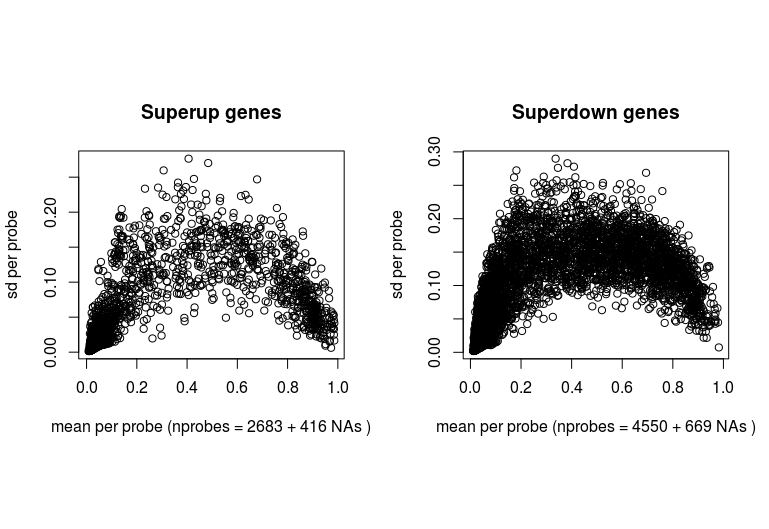 Superup genes
sd per probe
0.20
0.10
0.00
0.0 0.2 0.4 0.6 0.8 1.0
mean per probe (nprobes = 2683 + 416 NAs )
Superdown genes
sd per probe
0.30
0.20
0.10
0.00
0.0 0.2 0.4 0.6 0.8 1.0
mean per probe (nprobes = 4550 + 669 NAs )